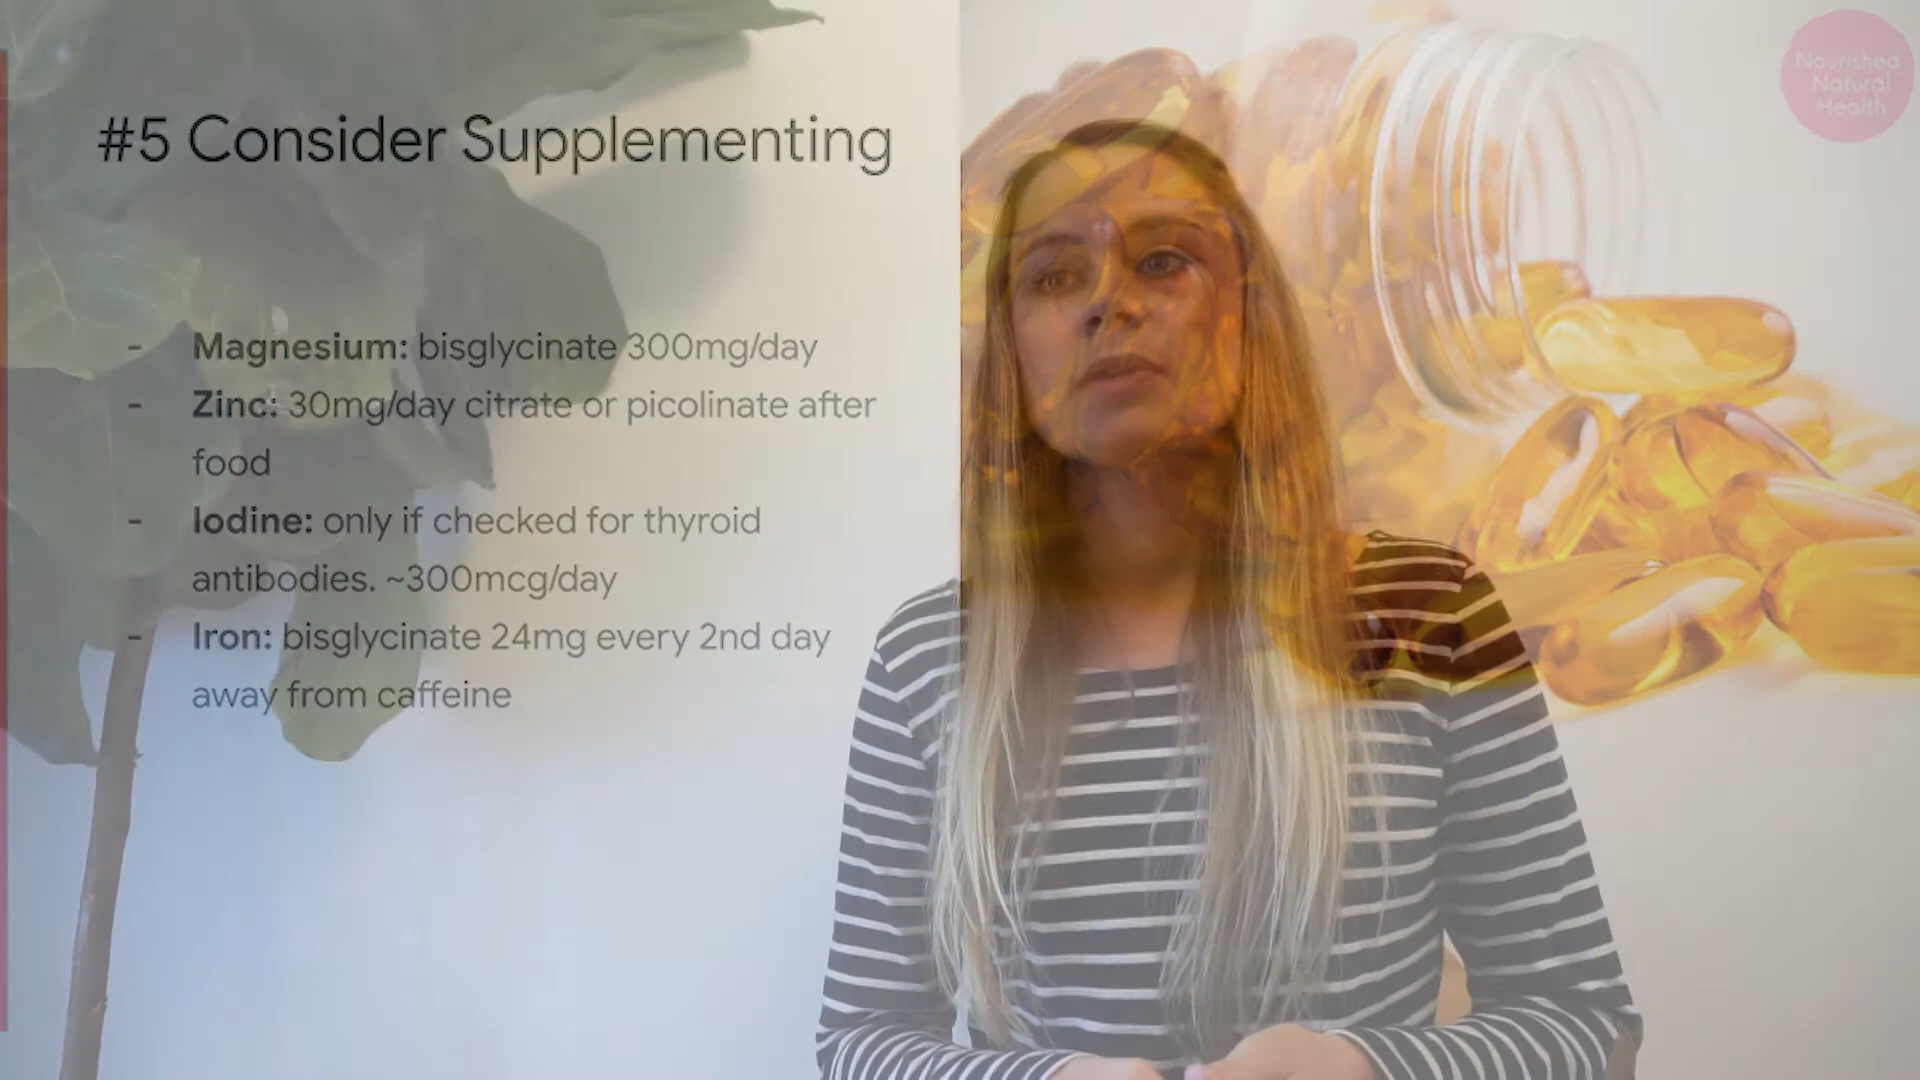 #5 Consider Supplementing
- Magnesium: bisglycinate 300mg/day
- Zinc: 30mg/day citrate or picolinate after
food
- Iodine: only if checked for thyroid
antibodies. ~300mcg/day
- Iron: bisglycinate 24mg every 2nd day
away from caffeine
Nourished
Natural
Health